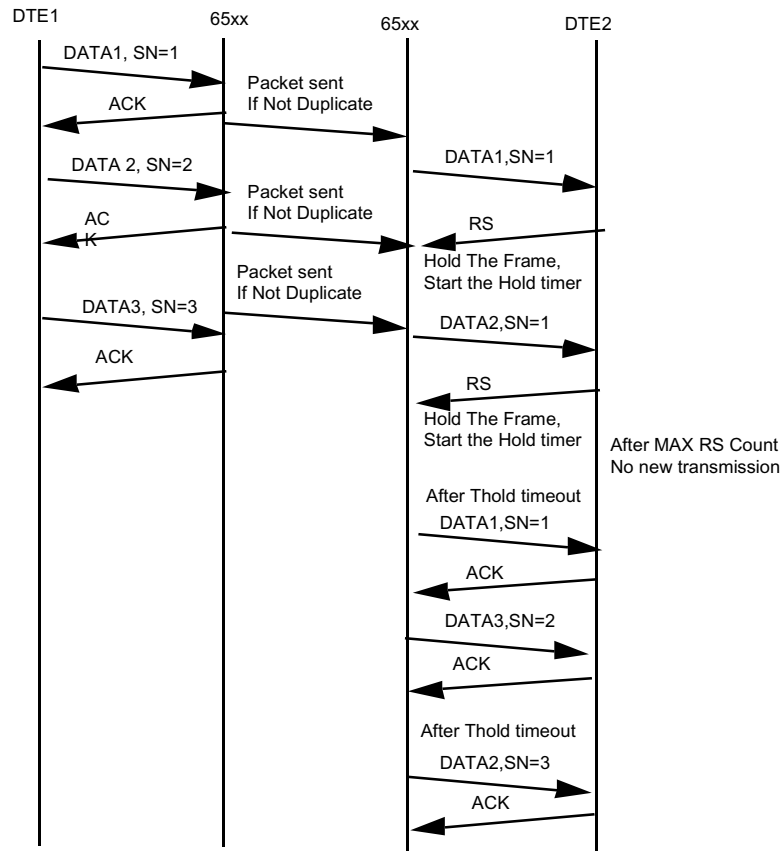 DTE1
65xx
65xx
DTE2
DATA1, SN=1
Packet sent
If Not Duplicate
ACK
DATA1,SN=1
DATA 2, SN=2
Packet sent
If Not Duplicate
AC
K
RS
Hold The Frame,
Start the Hold timer
Packet sent
If Not Duplicate
DATA3, SN=3
DATA2,SN=1
ACK
RS
Hold The Frame,
Start the Hold timer
After MAX RS Count
No new transmission
After Thold timeout
DATA1,SN=1
ACK
DATA3,SN=2
ACK
After Thold timeout
DATA2,SN=3
ACK